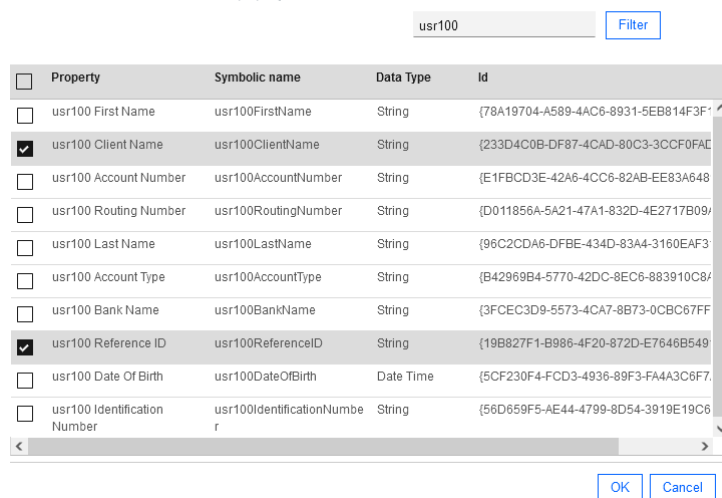 usr100 Filter
Property Symbolic name Data Type Id
usr100 First Name usr100FirstName String {78A19704-A589-4AC6-8931-5EB814F3F1
usr100 Client Name usr100ClientName String {233D4C0B-DF87-4CAD-80C3-3CCF0FAD
usr100 Account Number usr100AccountNumber String {E1FBCD3E-42A6-4CC6-82AB-EE83A648
usr100 Routing Number usr100RoutingNumber String {D011856A-5A21-47A1-832D-4E2717B09A
usr100 Last Name usr100LastName String {96C2CDA6-DFBE-434D-83A4-3160EAF3
usr100 Account Type usr100AccountType String {B42969B4-5770-42DC-8EC6-883910C8A
usr100 Bank Name usr100BankName String {3FCEC3D9-5573-4CA7-8B73-0CBC67FF
usr100 Reference ID usr100ReferenceID String {19B827F1-B986-4F20-872D-E7646B549
usr100 Date Of Birth usr100DateOfBirth Date Time {5CF230F4-FCD3-4936-89F3-FA4A3C6F7
usr100 Identification usr100IdentificationNumbe String {56D659F5-AE44-4799-8D54-3919E19C6
Number r
OK Cancel